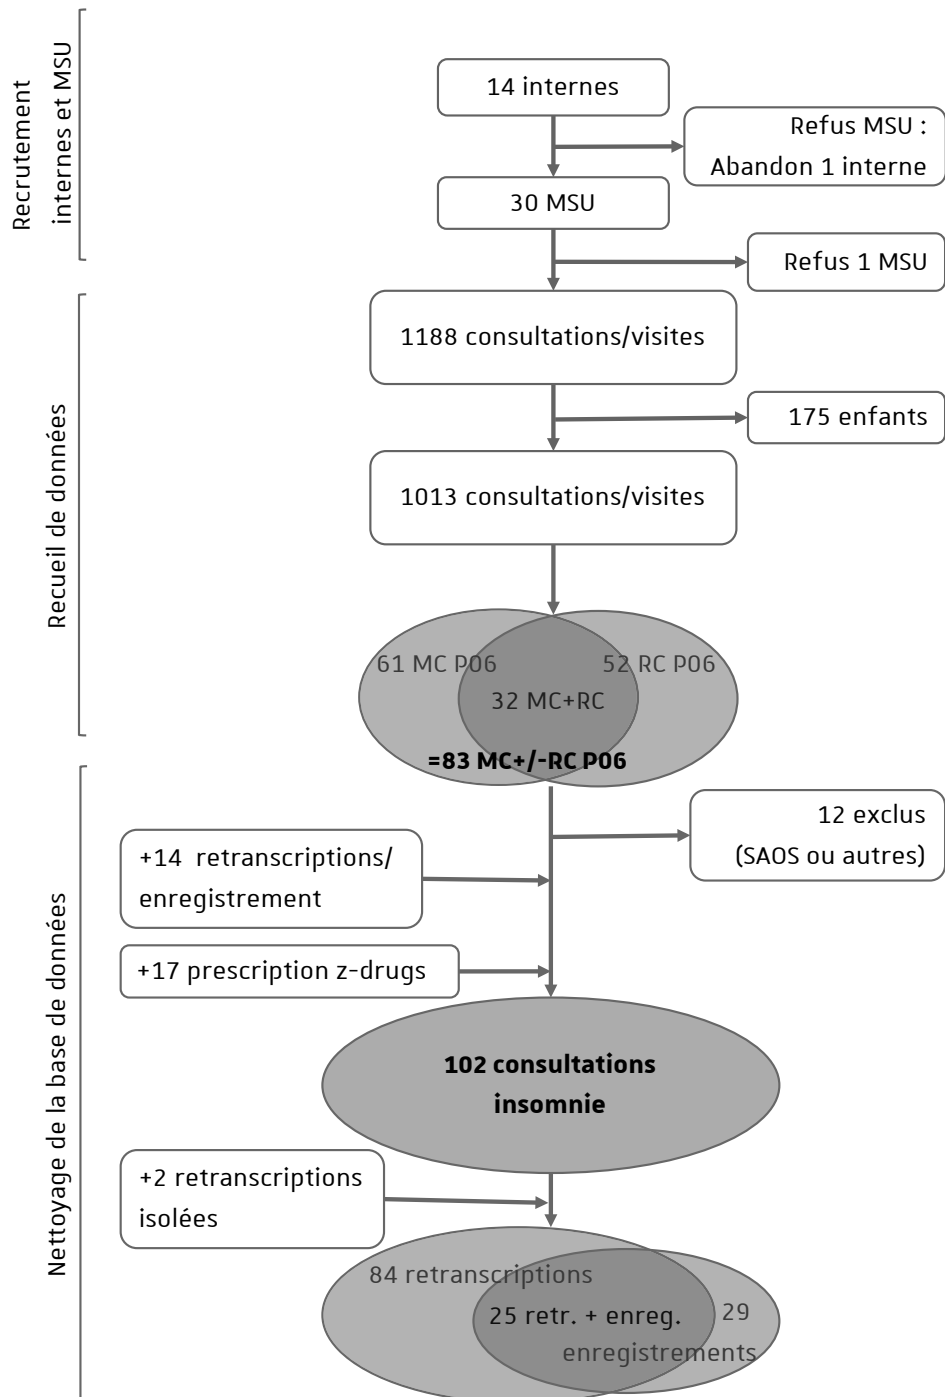 Recrutement
internes et MSU
14 internes
Refus MSU :
Abandon 1 interne
30 MSU
Refus 1 MSU
Recueil de données
1188 consultations/visites
175 enfants
1013 consultations/visites
61 MC P06
52 RC P06
32 MC+RC
=83 MC+/-RC P06
Nettoyage de la base de données
12 exclus
(SAOS ou autres)
+14 retranscriptions/
enregistrement
+17 prescription z-drugs
102 consultations
insomnie
+2 retranscriptions
isolées
84 retranscriptions
25 retr. + enreg.
29
enregistrements